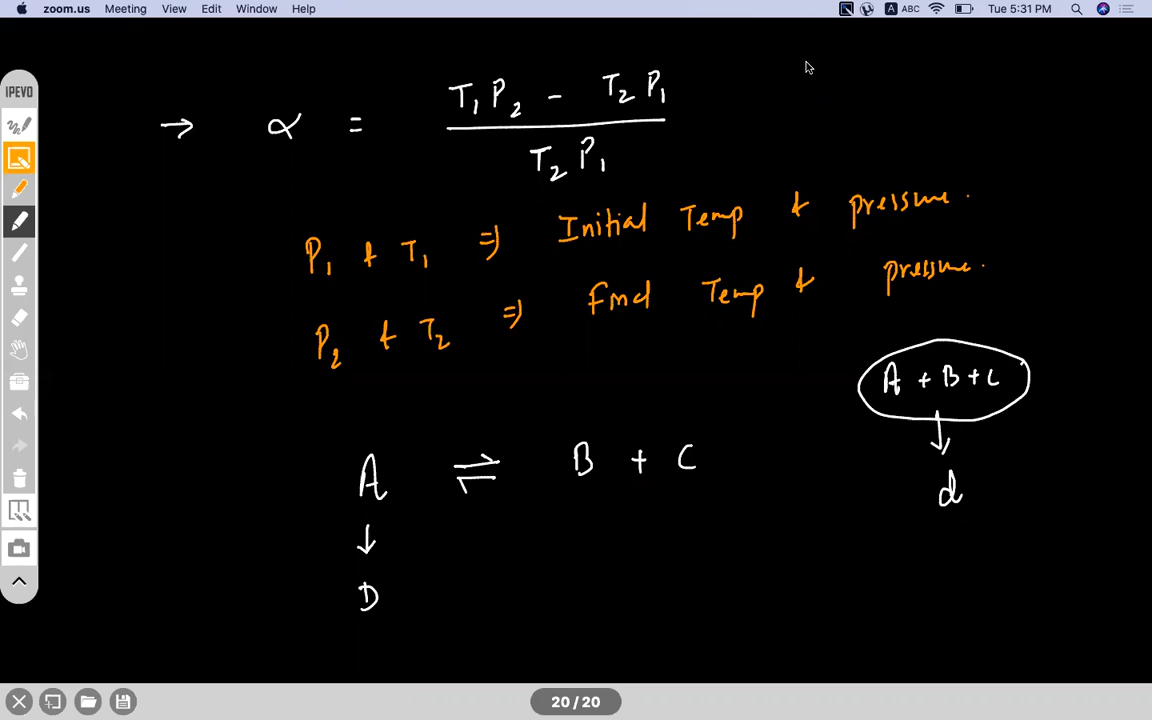 zoom.us Meeting View Edit Window Help A ABC Tue 5:31 PM
IPEVO
→ α = T₁P₂ - T₂P₁ / T₂P₁
P₁ & T₁ ⇒ Initial Temp & pressure.
P₂ & T₂ ⇒ Final Temp & pressure.
A + B + C
↓
d
A ⇌ B + C
↓
D
20/20